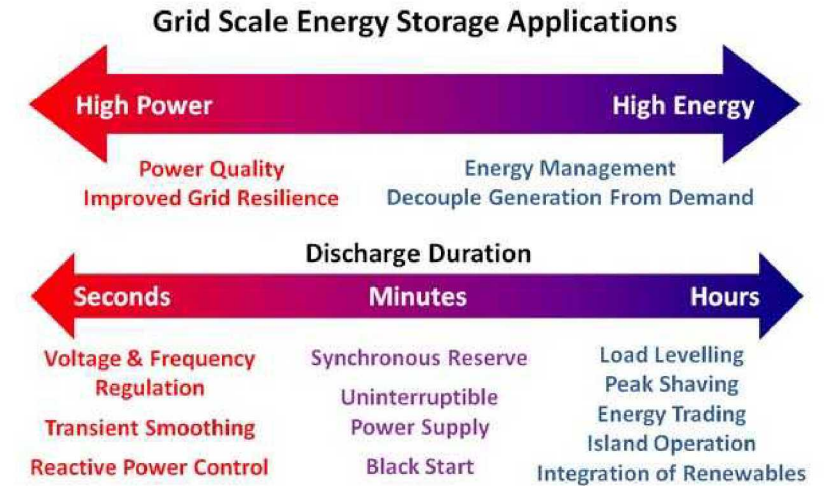 Grid Scale Energy Storage Applications
High Power
High Energy
Power Quality
Improved Grid Resilience
Energy Management
Decouple Generation From Demand
Discharge Duration
Seconds
Minutes
Hours
Voltage & Frequency
Regulation
Transient Smoothing
Reactive Power Control
Synchronous Reserve
Uninterruptible
Power Supply
Black Start
Load Levelling
Peak Shaving
Energy Trading
Island Operation
Integration of Renewables